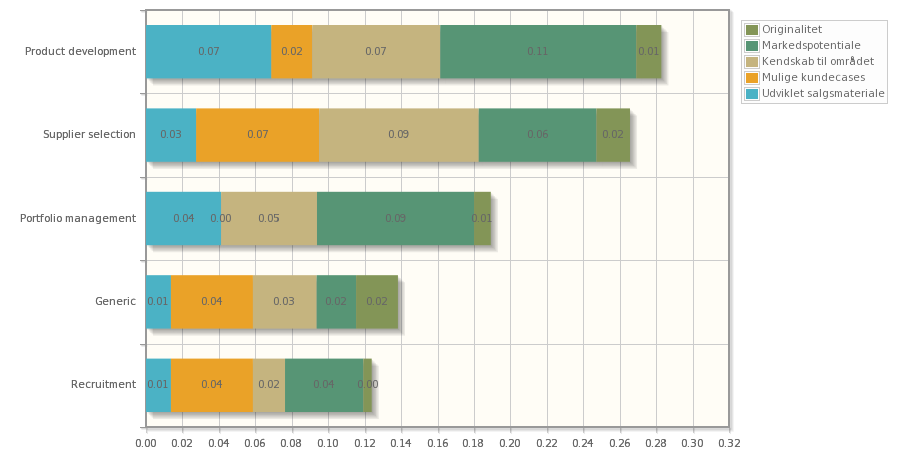 Product development 0.07 0.02 0.07 0.11 0.01
Supplier selection 0.03 0.07 0.09 0.06 0.02
Portfolio management 0.04 0.00 0.05 0.09 0.01
Generic 0.01 0.04 0.03 0.02 0.02
Recruitment 0.01 0.04 0.02 0.04 0.00
0.00 0.02 0.04 0.06 0.08 0.10 0.12 0.14 0.16 0.18 0.20 0.22 0.24 0.26 0.28 0.30 0.32
Originalitet
Markedspotentiale
Kendskab til området
Mulige kundecases
Udviklet salgsmateriale